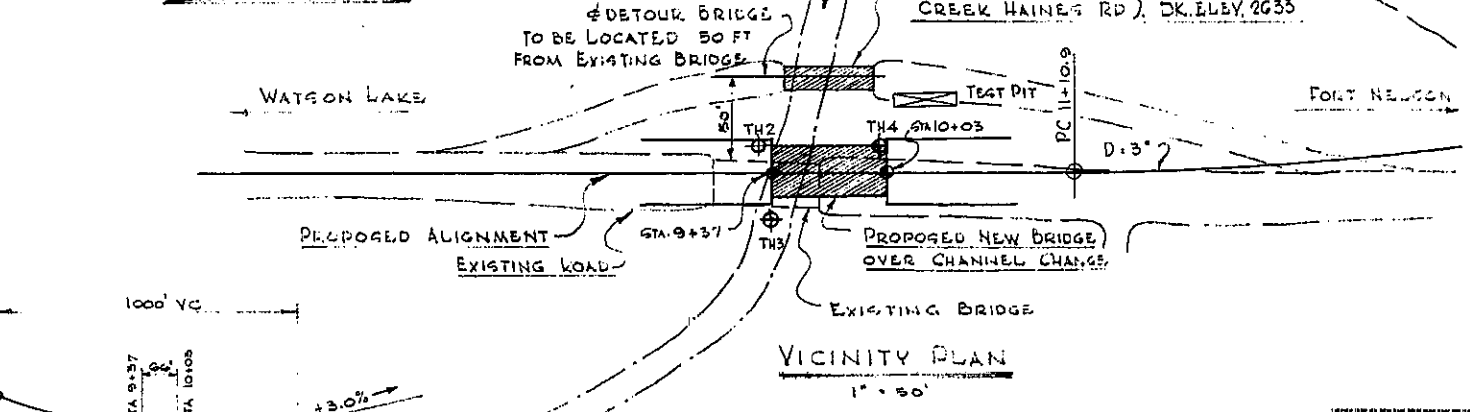 ℄ DETOUR BRIDGE
TO BE LOCATED 50 FT
FROM EXISTING BRIDGE
CREEK HAINES RD). DK. ELEV. 2633
WATSON LAKE
FORT NELSON
TEST PIT
PC 11+10.9
50'
TH2
TH4
STA 10+03
D = 3°
PROPOSED ALIGNMENT
STA. 9+37
TH3
EXISTING ROAD
PROPOSED NEW BRIDGE
OVER CHANNEL CHANGE
1000' VC
EXISTING BRIDGE
VICINITY PLAN
1" = 50'
STA 9+37
66'
STA 10+03
+3.0%